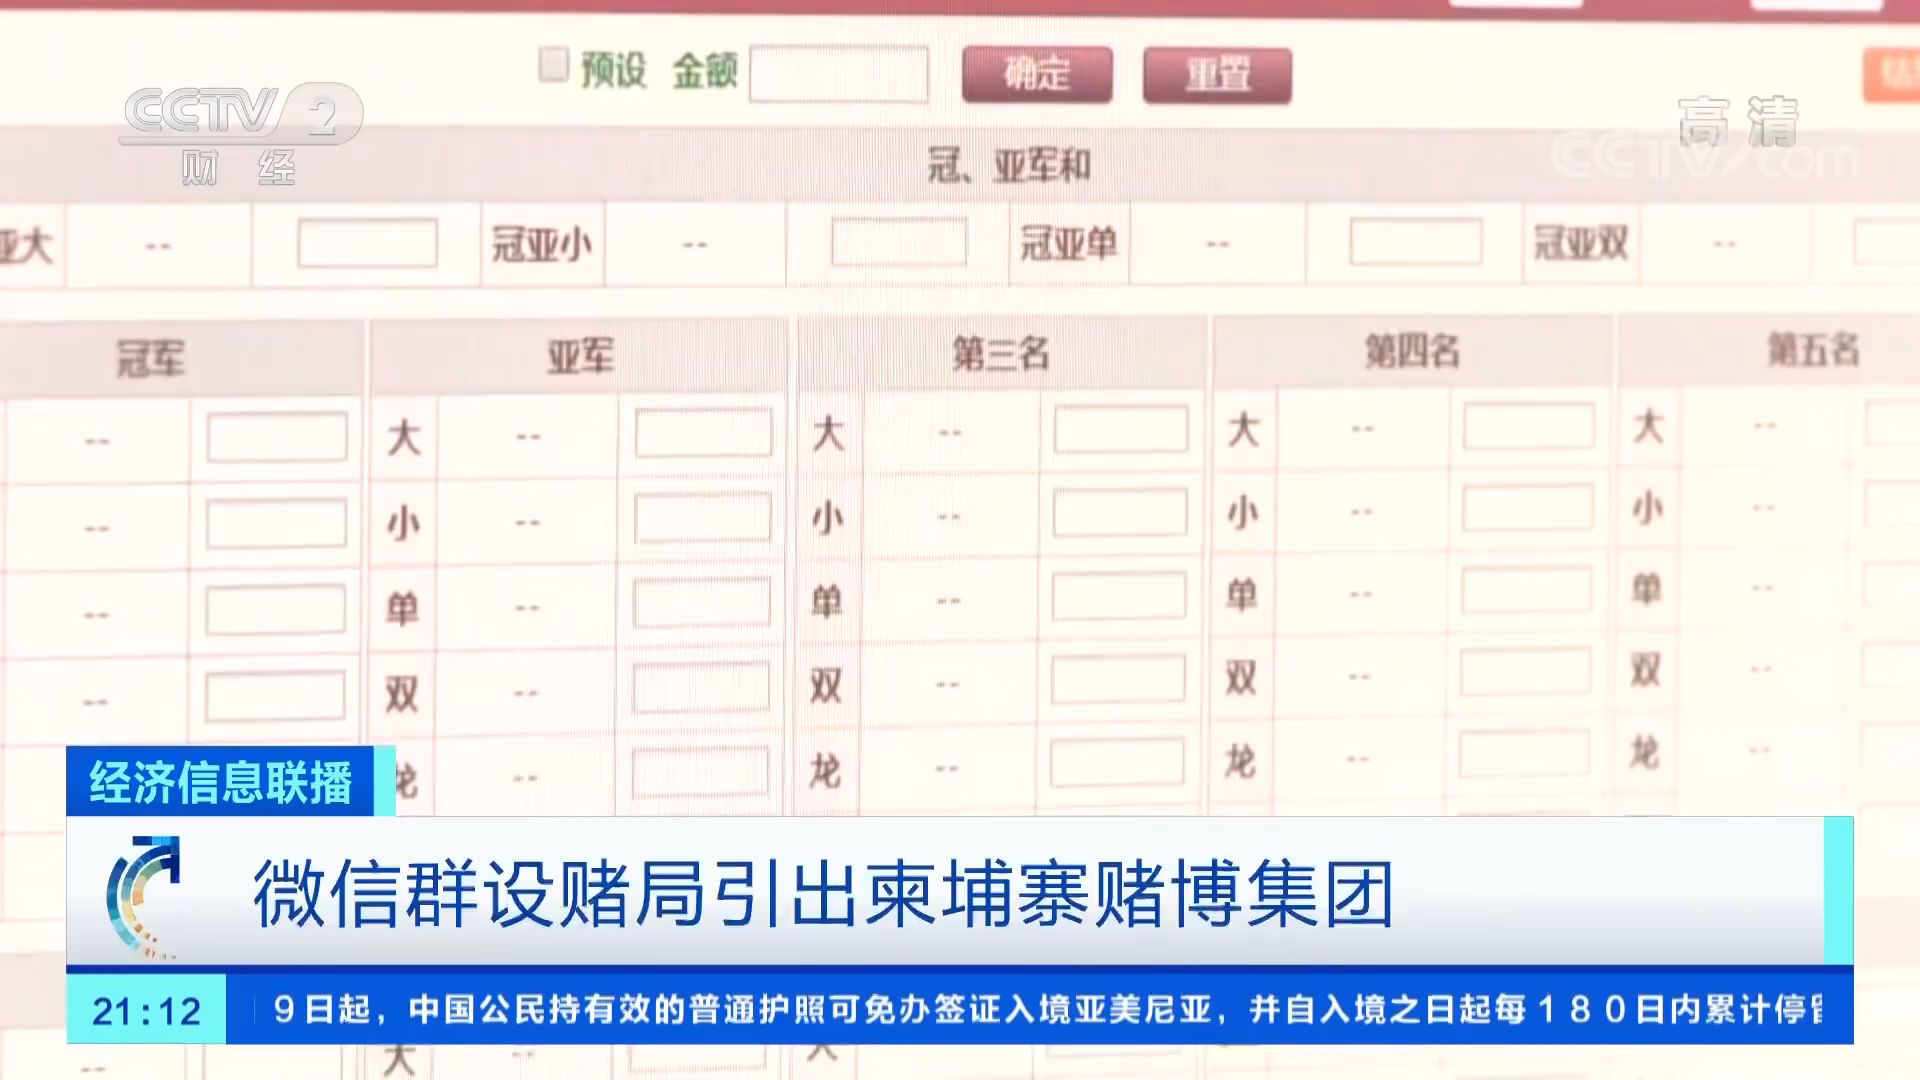 预设 金额 确定 重置
CCTV 2
财 经
高 清
CCTV.com
冠、亚军和
亚大 -- 冠亚小 -- 冠亚单 -- 冠亚双 --
冠军 亚军 第三名 第四名 第五名
-- 大 -- 大 -- 大 -- 大 --
-- 小 -- 小 -- 小 -- 小 --
-- 单 -- 单 -- 单 -- 单 --
-- 双 -- 双 -- 双 -- 双 --
龙 -- 龙 -- 龙 -- 龙 --
经济信息联播
微信群设赌局引出柬埔寨赌博集团
21:12 9日起，中国公民持有效的普通护照可免办签证入境亚美尼亚，并自入境之日起每180日内累计停
-- 大 -- 大